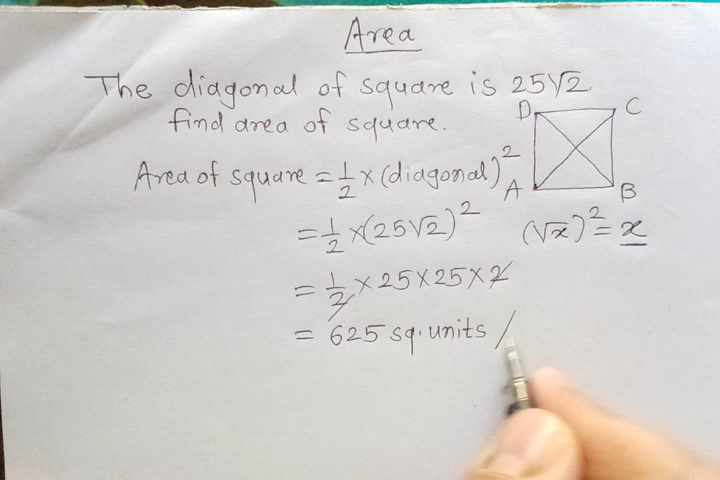 Area
The diagonal of square is 25√2.
find area of square.
D C
Area of square = 1/2 × (diagonal)^2
A B
= 1/2 × (25√2)^2
(√x)^2 = x
= 1/2 × 25 × 25 × 2
= 625 sq. units /